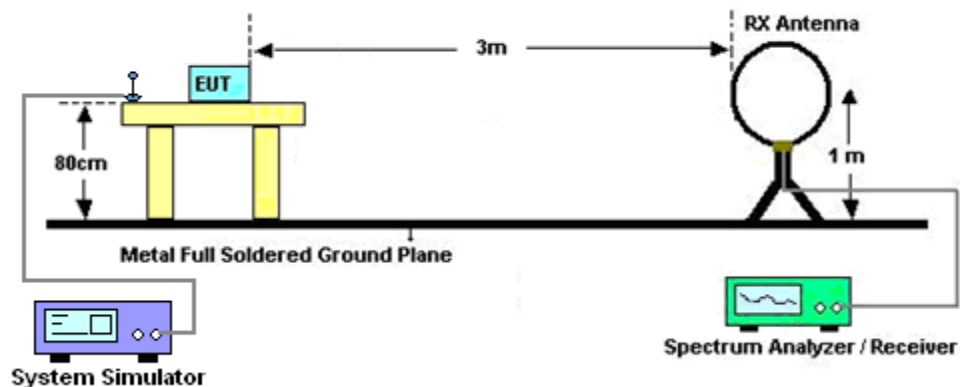 RX Antenna
3m
EUT
80cm
1 m
Metal Full Soldered Ground Plane
Spectrum Analyzer / Receiver
System Simulator